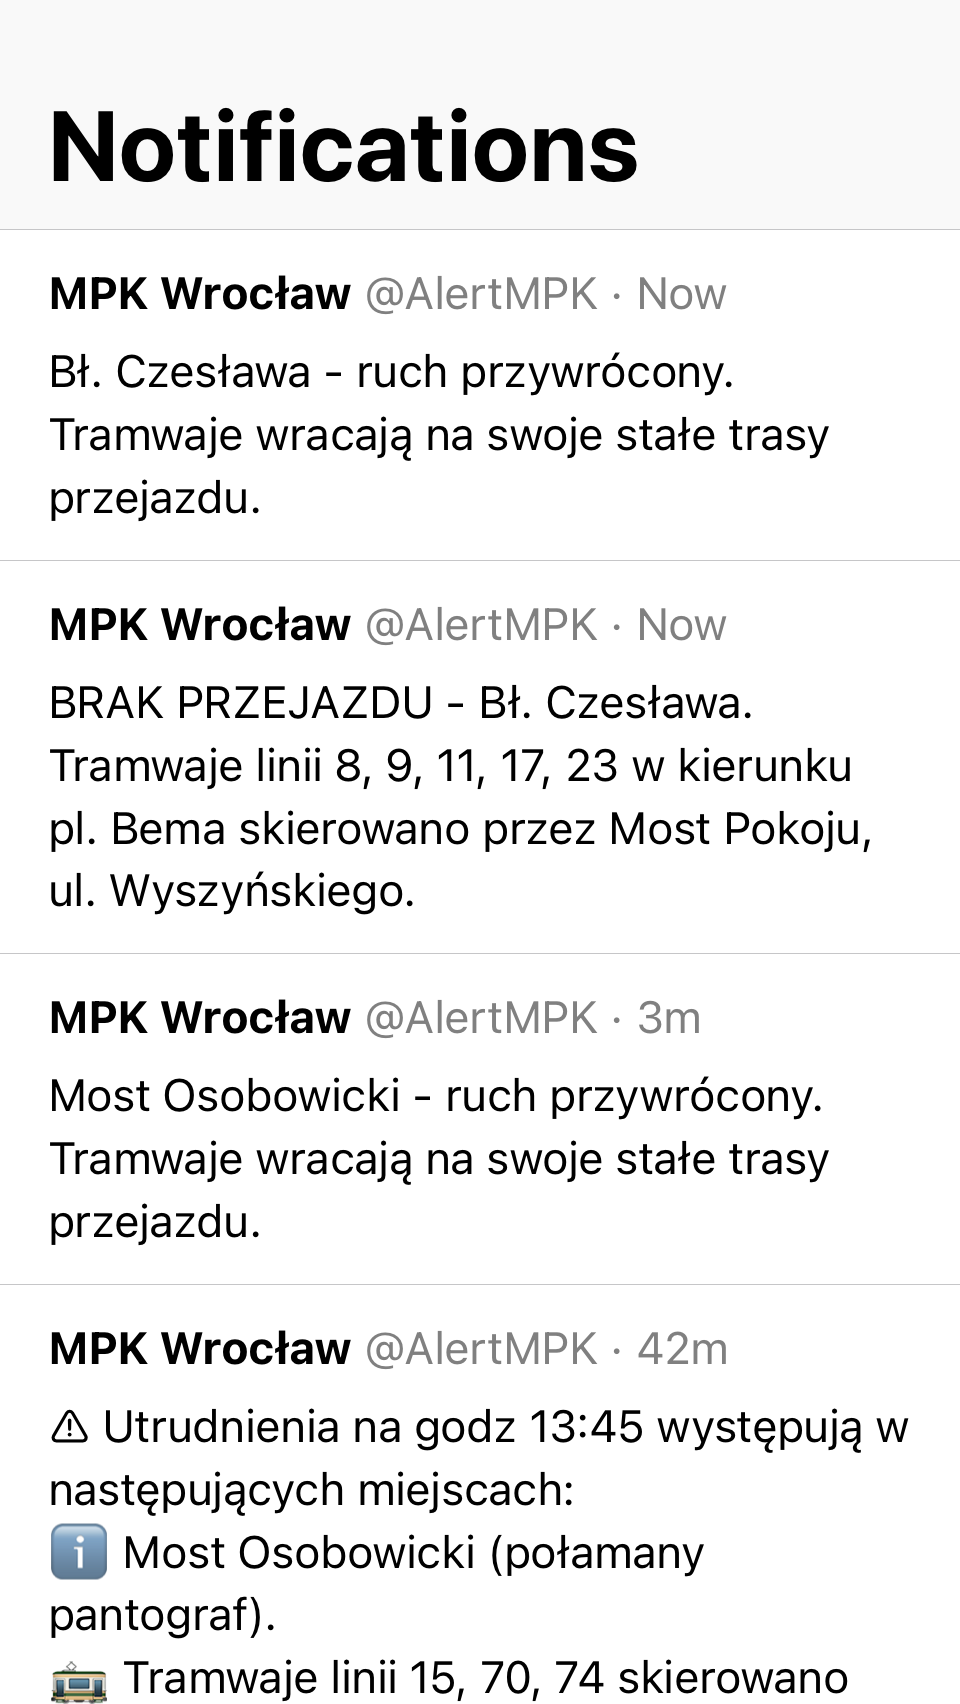 Notifications
MPK Wrocław @AlertMPK · Now
Bł. Czesława - ruch przywrócony.
Tramwaje wracają na swoje stałe trasy
przejazdu.
MPK Wrocław @AlertMPK · Now
BRAK PRZEJAZDU - Bł. Czesława.
Tramwaje linii 8, 9, 11, 17, 23 w kierunku
pl. Bema skierowano przez Most Pokoju,
ul. Wyszyńskiego.
MPK Wrocław @AlertMPK · 3m
Most Osobowicki - ruch przywrócony.
Tramwaje wracają na swoje stałe trasy
przejazdu.
MPK Wrocław @AlertMPK · 42m
⚠ Utrudnienia na godz 13:45 występują w
następujących miejscach:
ℹ️ Most Osobowicki (połamany
pantograf).
🚋 Tramwaje linii 15, 70, 74 skierowano